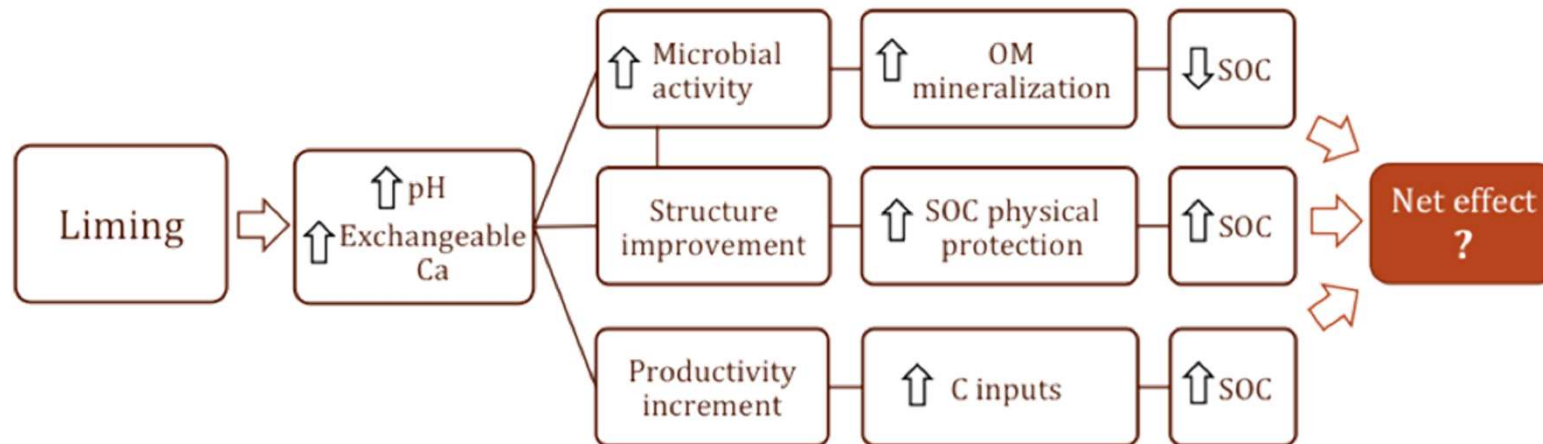 Liming
pH
Exchangeable
Ca
Microbial
activity
OM
mineralization
SOC
Structure
improvement
SOC physical
protection
SOC
Productivity
increment
C inputs
SOC
Net effect
?